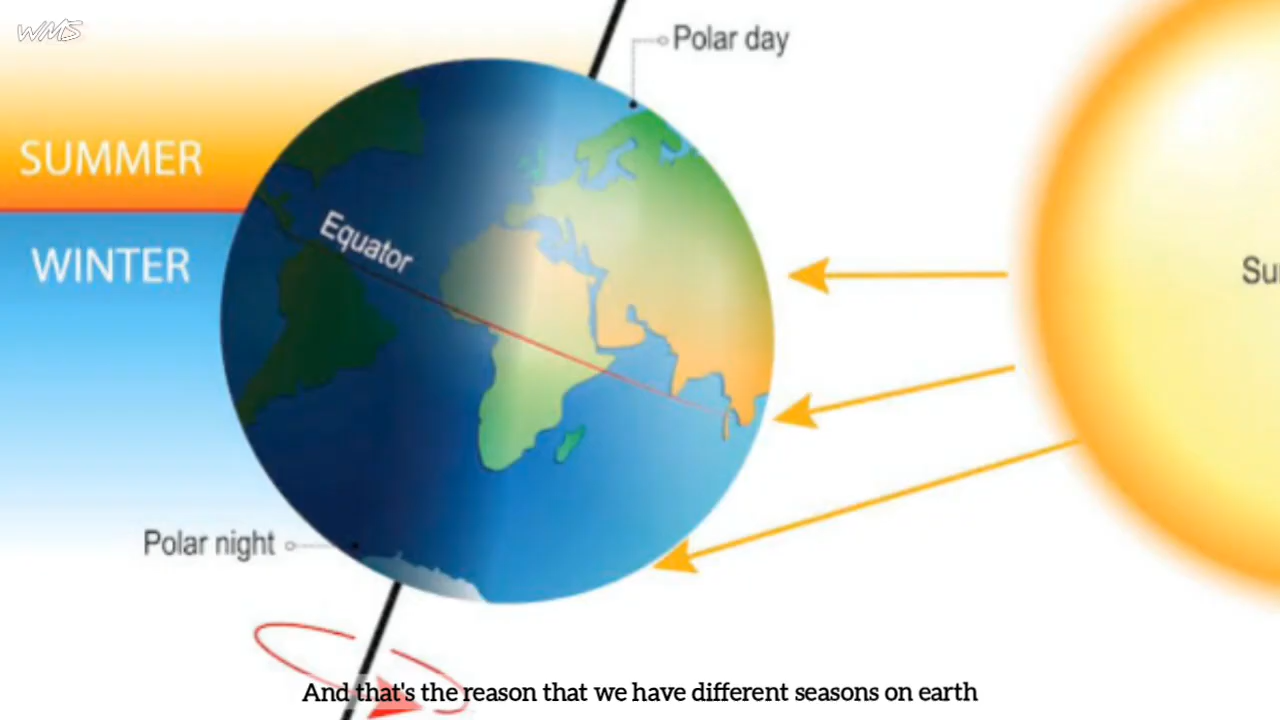 WMS
Polar day
SUMMER
Equator
WINTER
Polar night
And that's the reason that we have different seasons on earth